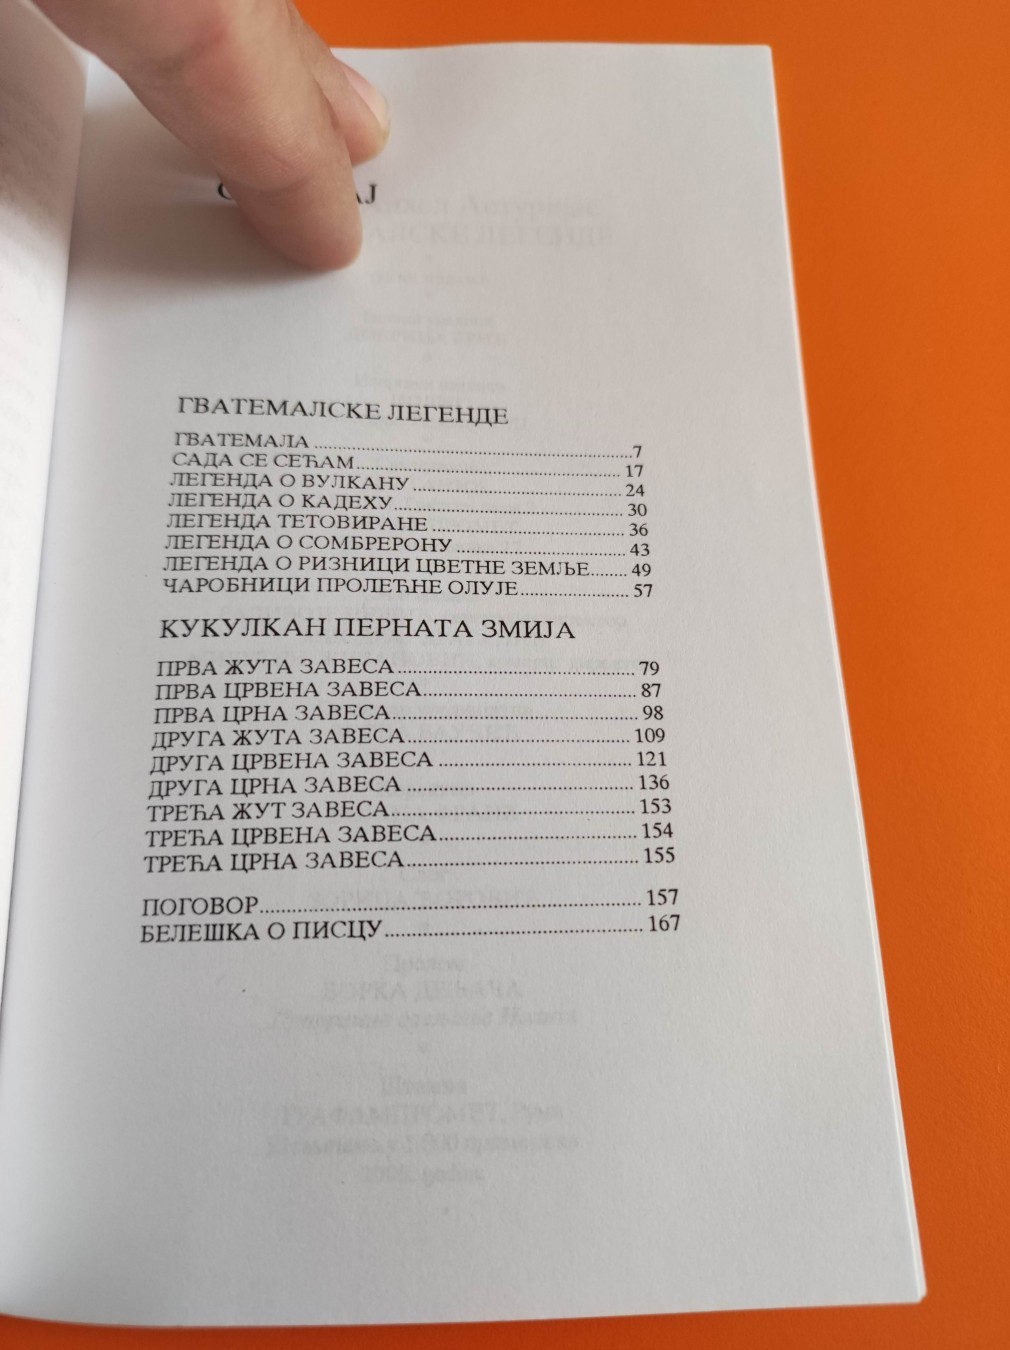 ГВАТЕМАЛСКЕ ЛЕГЕНДЕ
ГВАТЕМАЛА ........ 7
САДА СЕ СЕЋАМ ........ 17
ЛЕГЕНДА О ВУЛКАНУ ........ 24
ЛЕГЕНДА О КАДЕХУ ........ 30
ЛЕГЕНДА ТЕТОВИРАНЕ ........ 36
ЛЕГЕНДА О СОМБРЕРОНУ ........ 43
ЛЕГЕНДА О РИЗНИЦИ ЦВЕТНЕ ЗЕМЉЕ ........ 49
ЧАРОБНИЦИ ПРОЛЕЋНЕ ОЛУЈЕ ........ 57
КУКУЛКАН ПЕРНАТА ЗМИЈА
ПРВА ЖУТА ЗАВЕСА ........ 79
ПРВА ЦРВЕНА ЗАВЕСА ........ 87
ПРВА ЦРНА ЗАВЕСА ........ 98
ДРУГА ЖУТА ЗАВЕСА ........ 109
ДРУГА ЦРВЕНА ЗАВЕСА ........ 121
ДРУГА ЦРНА ЗАВЕСА ........ 136
ТРЕЋА ЖУТ ЗАВЕСА ........ 153
ТРЕЋА ЦРВЕНА ЗАВЕСА ........ 154
ТРЕЋА ЦРНА ЗАВЕСА ........ 155
ПОГОВОР ........ 157
БЕЛЕШКА О ПИСЦУ ........ 167